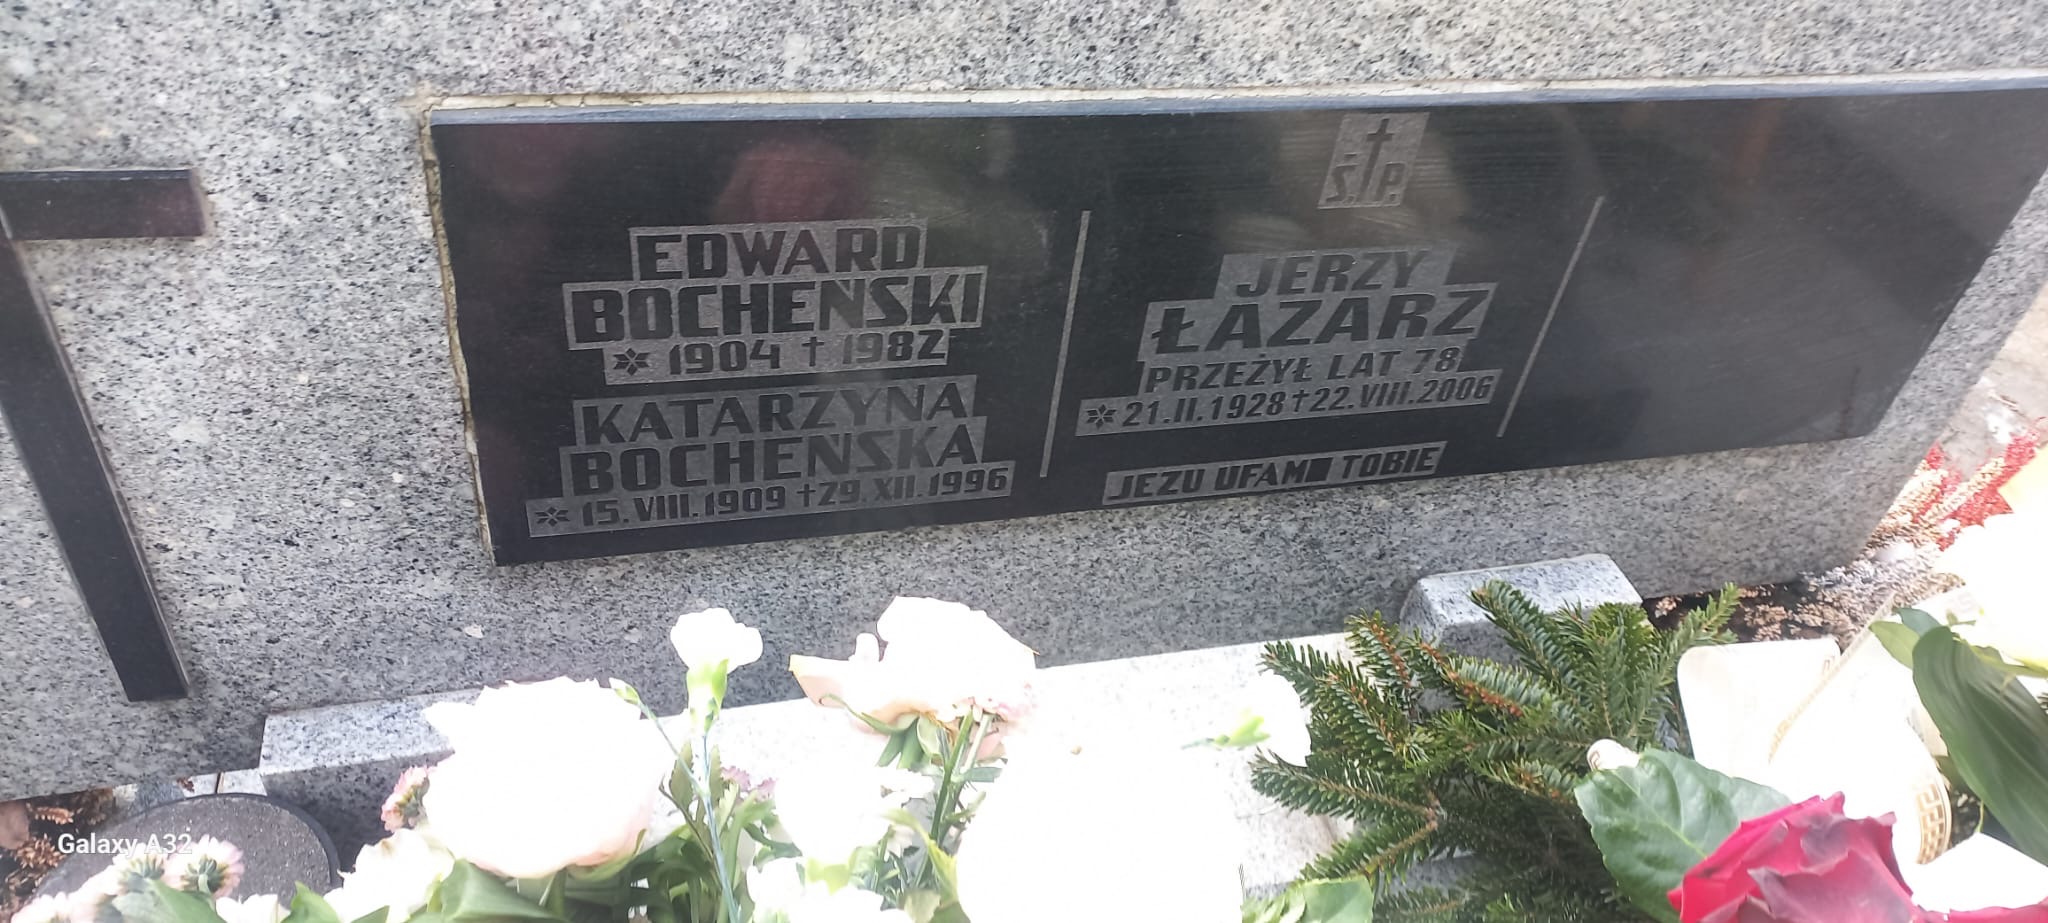 Ś.P.
EDWARD
BOCHEŃSKI
* 1904 † 1982
KATARZYNA
BOCHEŃSKA
* 15.VIII.1909 † 29.XII.1996
JERZY
ŁAZARZ
PRZEŻYŁ LAT 78
* 21.II.1928 † 22.VIII.2006
JEZU UFAM TOBIE
Galaxy A32